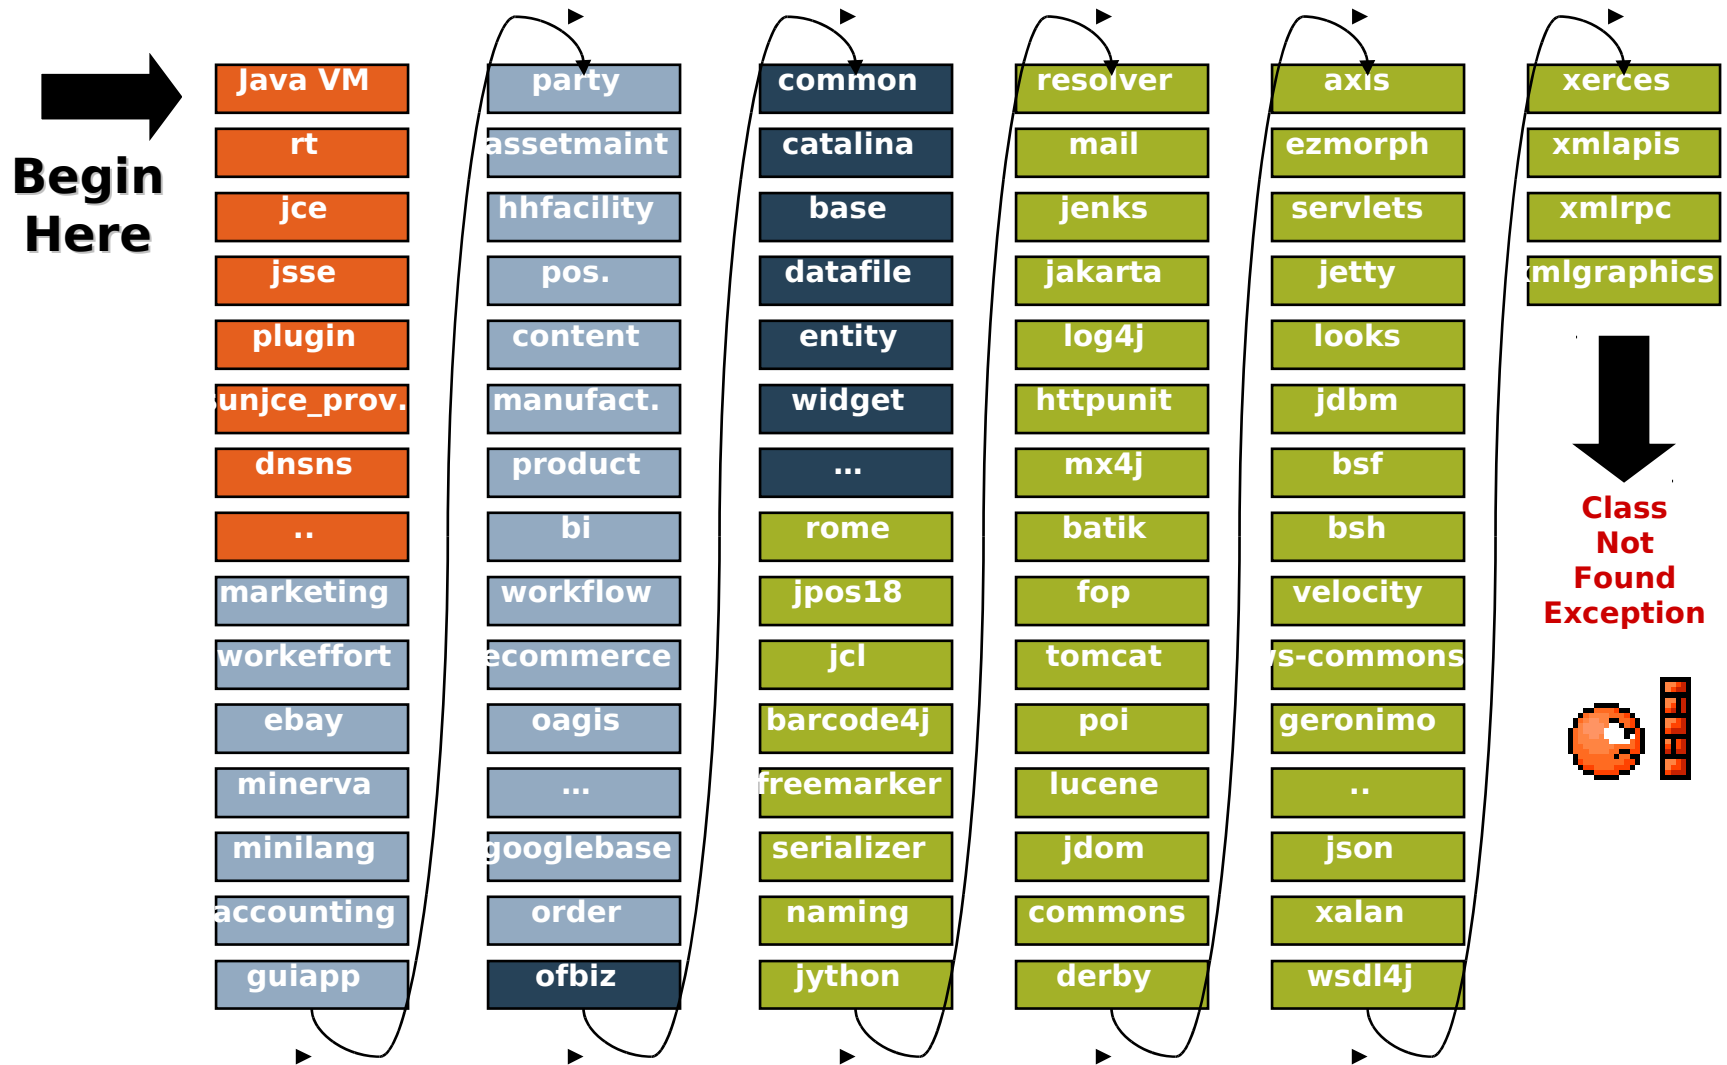 Begin
Here
Java VM
rt
jce
jsse
plugin
sunjce_prov.
dnsns
..
marketing
workeffort
ebay
minerva
minilang
accounting
guiapp
party
assetmaint
hhfacility
pos.
content
manufact.
product
bi
workflow
ecommerce
oagis
...
googlebase
order
ofbiz
common
catalina
base
datafile
entity
widget
...
rome
jpos18
jcl
barcode4j
freemarker
serializer
naming
jython
resolver
mail
jenks
jakarta
log4j
httpunit
mx4j
batik
fop
tomcat
poi
lucene
jdom
commons
derby
axis
ezmorph
servlets
jetty
looks
jdbm
bsf
bsh
velocity
ws-commons
geronimo
..
json
xalan
wsdl4j
xerces
xmlapis
xmlrpc
xmlgraphics
Class
Not
Found
Exception